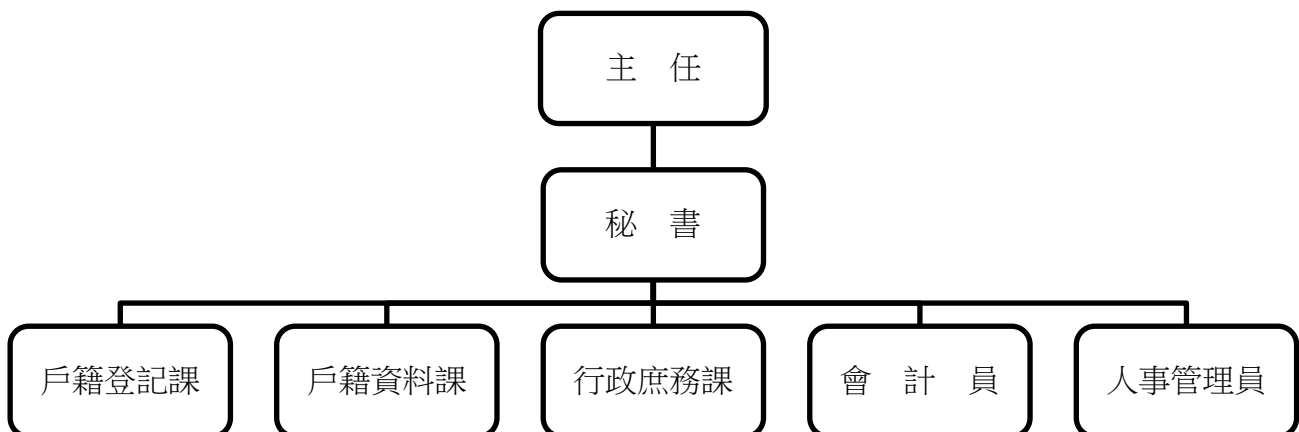 主　任
秘　書
戶籍登記課
戶籍資料課
行政庶務課
會　計　員
人事管理員